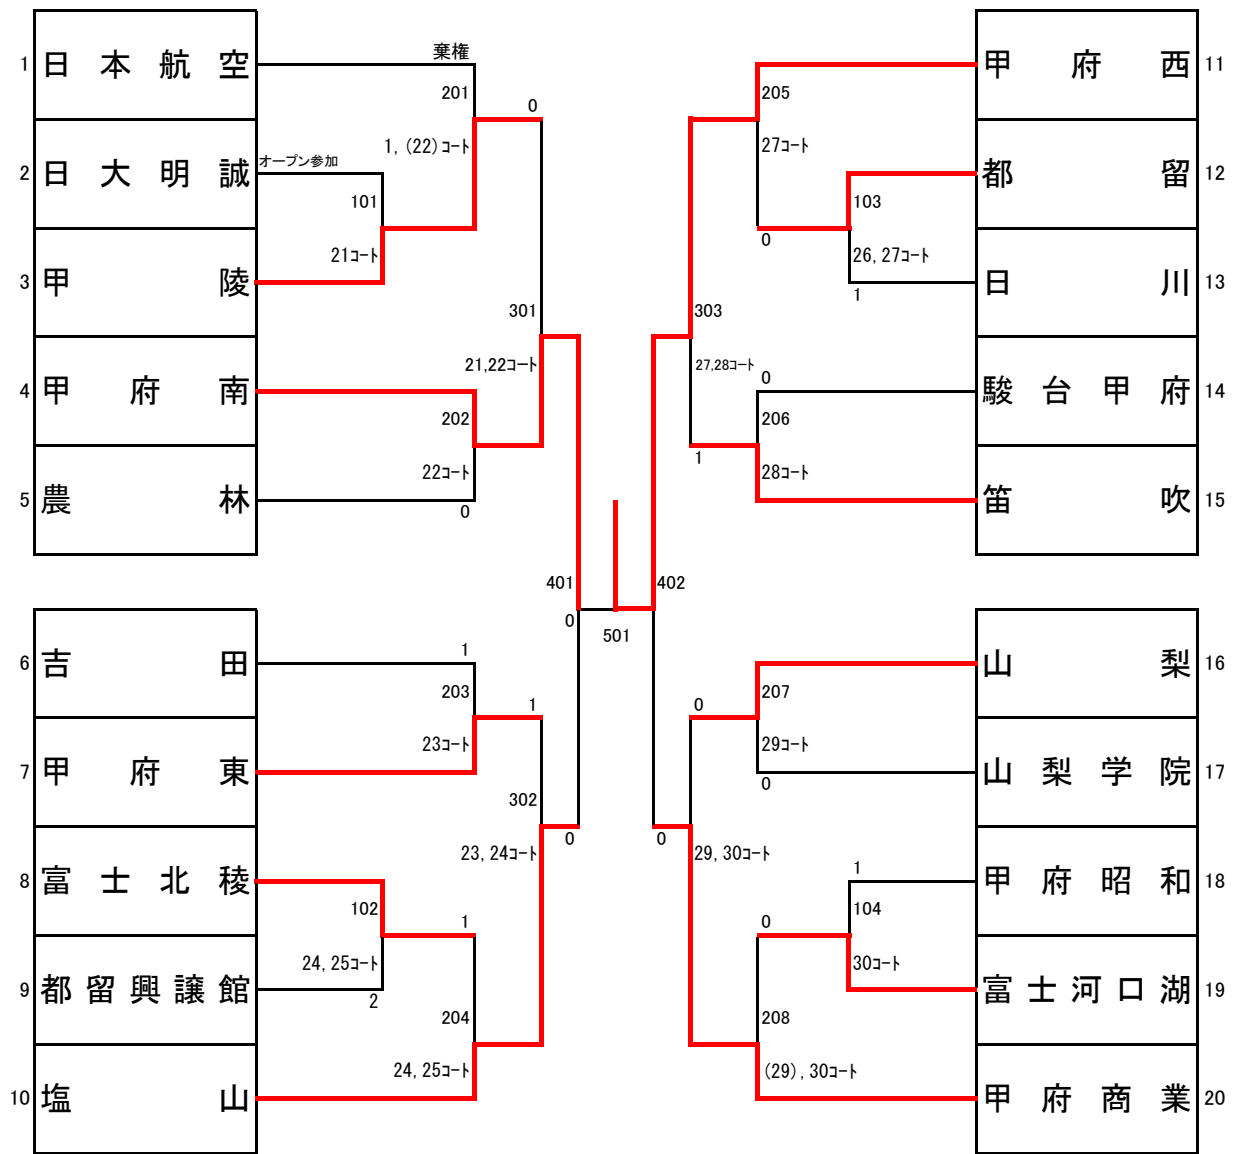 1 日本航空
棄権
201
0
1, (22)コート
2 日大明誠
オープン参加
101
21コート
3 甲陵
301
21,22コート
4 甲府南
202
22コート
5 農林
0
401
0
6 吉田
1
203
1
23コート
7 甲府東
302
0
23, 24コート
8 富士北稜
102
1
24, 25コート
9 都留興譲館
2
204
24, 25コート
10 塩山
501
甲府西 11
205
27コート
都留 12
103
0
26, 27コート
日川 13
1
303
27,28コート
0
駿台甲府 14
206
1
28コート
笛吹 15
402
山梨 16
0
207
29コート
山梨学院 17
0
0
29, 30コート
1
甲府昭和 18
104
0
30コート
富士河口湖 19
208
(29), 30コート
甲府商業 20